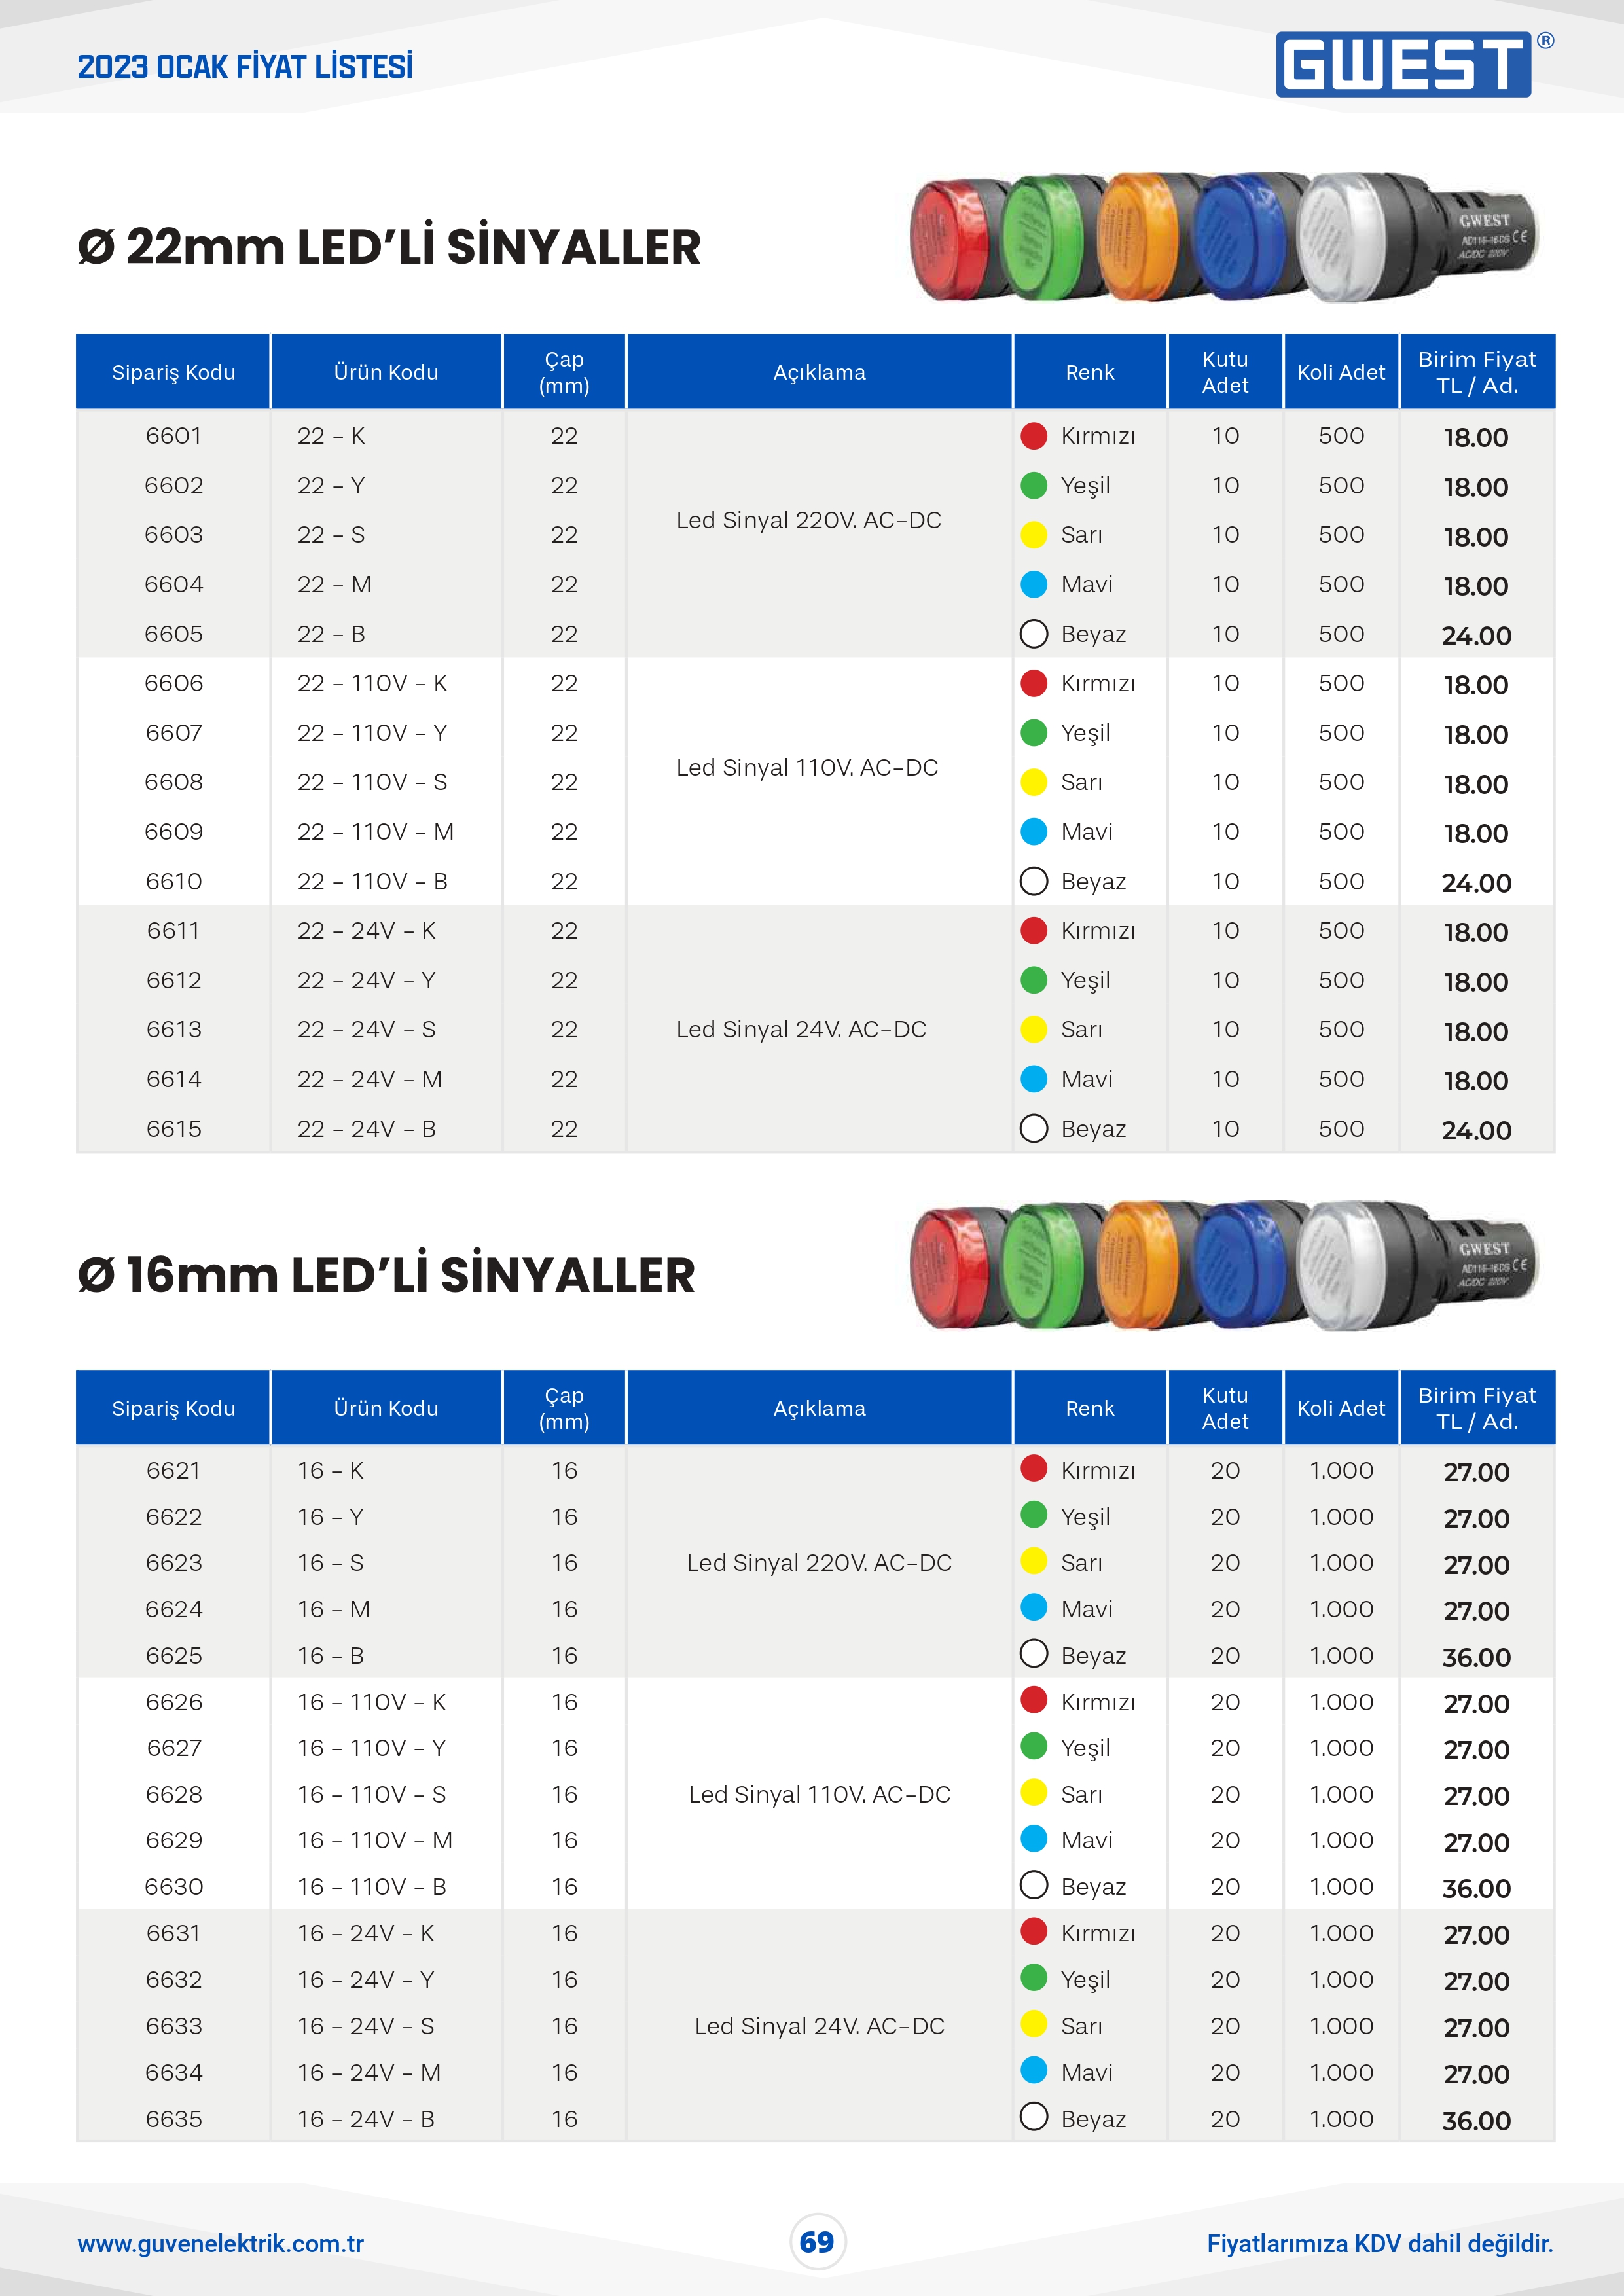 2023 OCAK FİYAT LİSTESİ
GWEST®
Ø 22mm LED'Lİ SİNYALLER
GWEST
AD116-16DS CE
AC/DC 220V
Sipariş Kodu Ürün Kodu Çap (mm) Açıklama Renk Kutu Adet Koli Adet Birim Fiyat TL / Ad.
6601 22 - K 22 Kırmızı 10 500 18.00
6602 22 - Y 22 Yeşil 10 500 18.00
Led Sinyal 220V. AC-DC
6603 22 - S 22 Sarı 10 500 18.00
6604 22 - M 22 Mavi 10 500 18.00
6605 22 - B 22 Beyaz 10 500 24.00
6606 22 - 110V - K 22 Kırmızı 10 500 18.00
6607 22 - 110V - Y 22 Yeşil 10 500 18.00
Led Sinyal 110V. AC-DC
6608 22 - 110V - S 22 Sarı 10 500 18.00
6609 22 - 110V - M 22 Mavi 10 500 18.00
6610 22 - 110V - B 22 Beyaz 10 500 24.00
6611 22 - 24V - K 22 Kırmızı 10 500 18.00
6612 22 - 24V - Y 22 Yeşil 10 500 18.00
6613 22 - 24V - S 22 Led Sinyal 24V. AC-DC Sarı 10 500 18.00
6614 22 - 24V - M 22 Mavi 10 500 18.00
6615 22 - 24V - B 22 Beyaz 10 500 24.00
Ø 16mm LED'Lİ SİNYALLER
GWEST
AD116-16DS CE
AC/DC 220V
Sipariş Kodu Ürün Kodu Çap (mm) Açıklama Renk Kutu Adet Koli Adet Birim Fiyat TL / Ad.
6621 16 - K 16 Kırmızı 20 1.000 27.00
6622 16 - Y 16 Yeşil 20 1.000 27.00
6623 16 - S 16 Led Sinyal 220V. AC-DC Sarı 20 1.000 27.00
6624 16 - M 16 Mavi 20 1.000 27.00
6625 16 - B 16 Beyaz 20 1.000 36.00
6626 16 - 110V - K 16 Kırmızı 20 1.000 27.00
6627 16 - 110V - Y 16 Yeşil 20 1.000 27.00
6628 16 - 110V - S 16 Led Sinyal 110V. AC-DC Sarı 20 1.000 27.00
6629 16 - 110V - M 16 Mavi 20 1.000 27.00
6630 16 - 110V - B 16 Beyaz 20 1.000 36.00
6631 16 - 24V - K 16 Kırmızı 20 1.000 27.00
6632 16 - 24V - Y 16 Yeşil 20 1.000 27.00
6633 16 - 24V - S 16 Led Sinyal 24V. AC-DC Sarı 20 1.000 27.00
6634 16 - 24V - M 16 Mavi 20 1.000 27.00
6635 16 - 24V - B 16 Beyaz 20 1.000 36.00
www.guvenelektrik.com.tr
69
Fiyatlarımıza KDV dahil değildir.